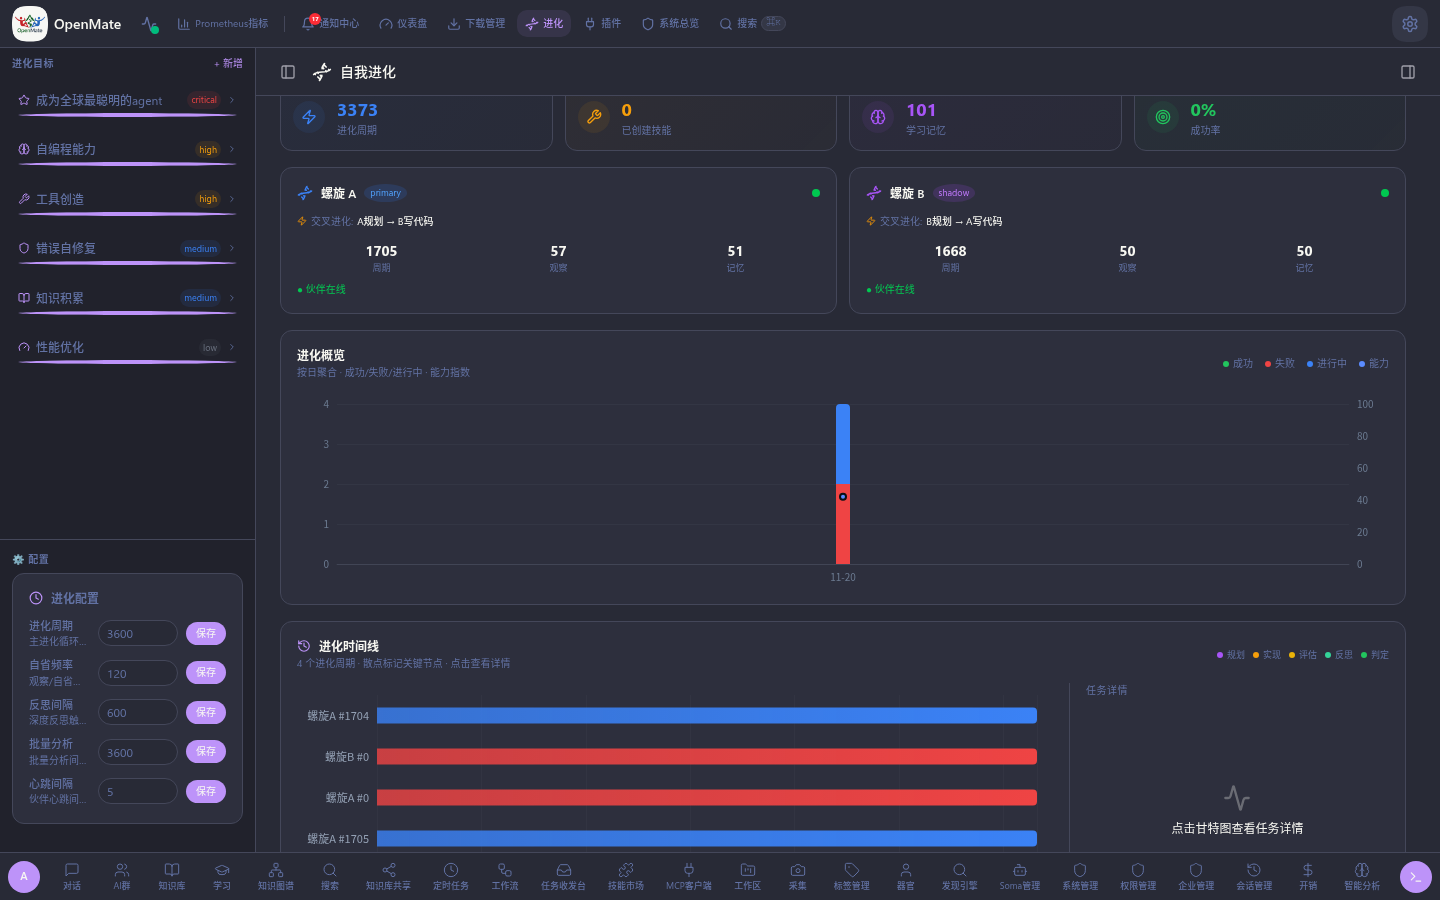 OpenMate
OpenMate
Prometheus指标
17
通知中心
仪表盘
下载管理
进化
插件
系统总览
搜索
⌘K
进化目标
+ 新增
成为全球最聪明的agent
critical
自编程能力
high
工具创造
high
错误自修复
medium
知识积累
medium
性能优化
low
配置
进化配置
进化周期
主进化循环...
3600
保存
自省频率
观察/自省...
120
保存
反思间隔
深度反思触...
600
保存
批量分析
批量分析间...
3600
保存
心跳间隔
伙伴心跳间...
5
保存
自我进化
3373
进化周期
0
已创建技能
101
学习记忆
0%
成功率
螺旋 A
primary
交叉进化: A规划 → B写代码
1705
57
51
周期
观察
记忆
● 伙伴在线
螺旋 B
shadow
交叉进化: B规划 → A写代码
1668
50
50
周期
观察
记忆
● 伙伴在线
进化概览
按日聚合 · 成功/失败/进行中 · 能力指数
成功
失败
进行中
能力
4
3
2
1
0
100
80
60
40
20
0
11-20
进化时间线
4 个进化周期 · 散点标记关键节点 · 点击查看详情
规划
实现
评估
反思
判定
螺旋A #1704
螺旋B #0
螺旋A #0
螺旋A #1705
任务详情
点击甘特图查看任务详情
A
对话
AI群
知识库
学习
知识图谱
搜索
知识库共享
定时任务
工作流
任务收发台
技能市场
MCP客户端
工作区
采集
标签管理
器官
发现引擎
Soma管理
系统管理
权限管理
企业管理
会话管理
开销
智能分析